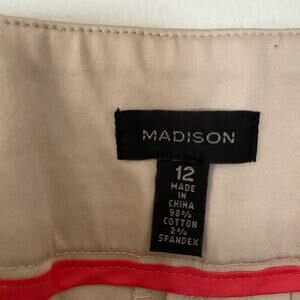 MADISON
12
MADE
IN
CHINA
98%
COTTON
2%
SPANDEX